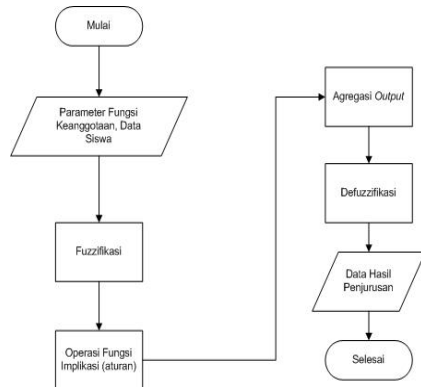 Mulai
Parameter Fungsi
Keanggotaan, Data
Siswa
Fuzzifikasi
Operasi Fungsi
Implikasi (aturan)
Agregasi Output
Defuzzifikasi
Data Hasil
Penjurusan
Selesai